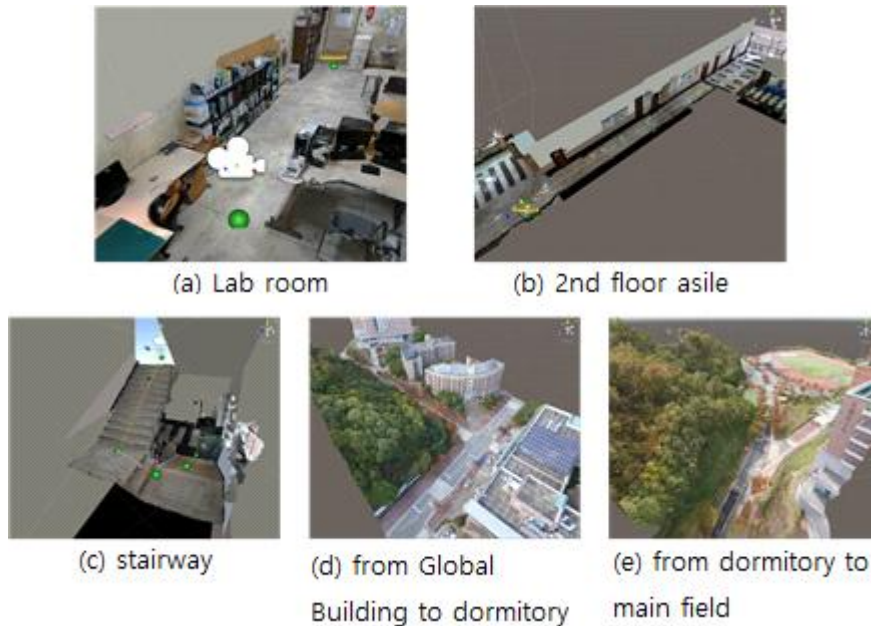 (a) Lab room
(b) 2nd floor asile
(c) stairway
(d) from Global
Building to dormitory
(e) from dormitory to
main field